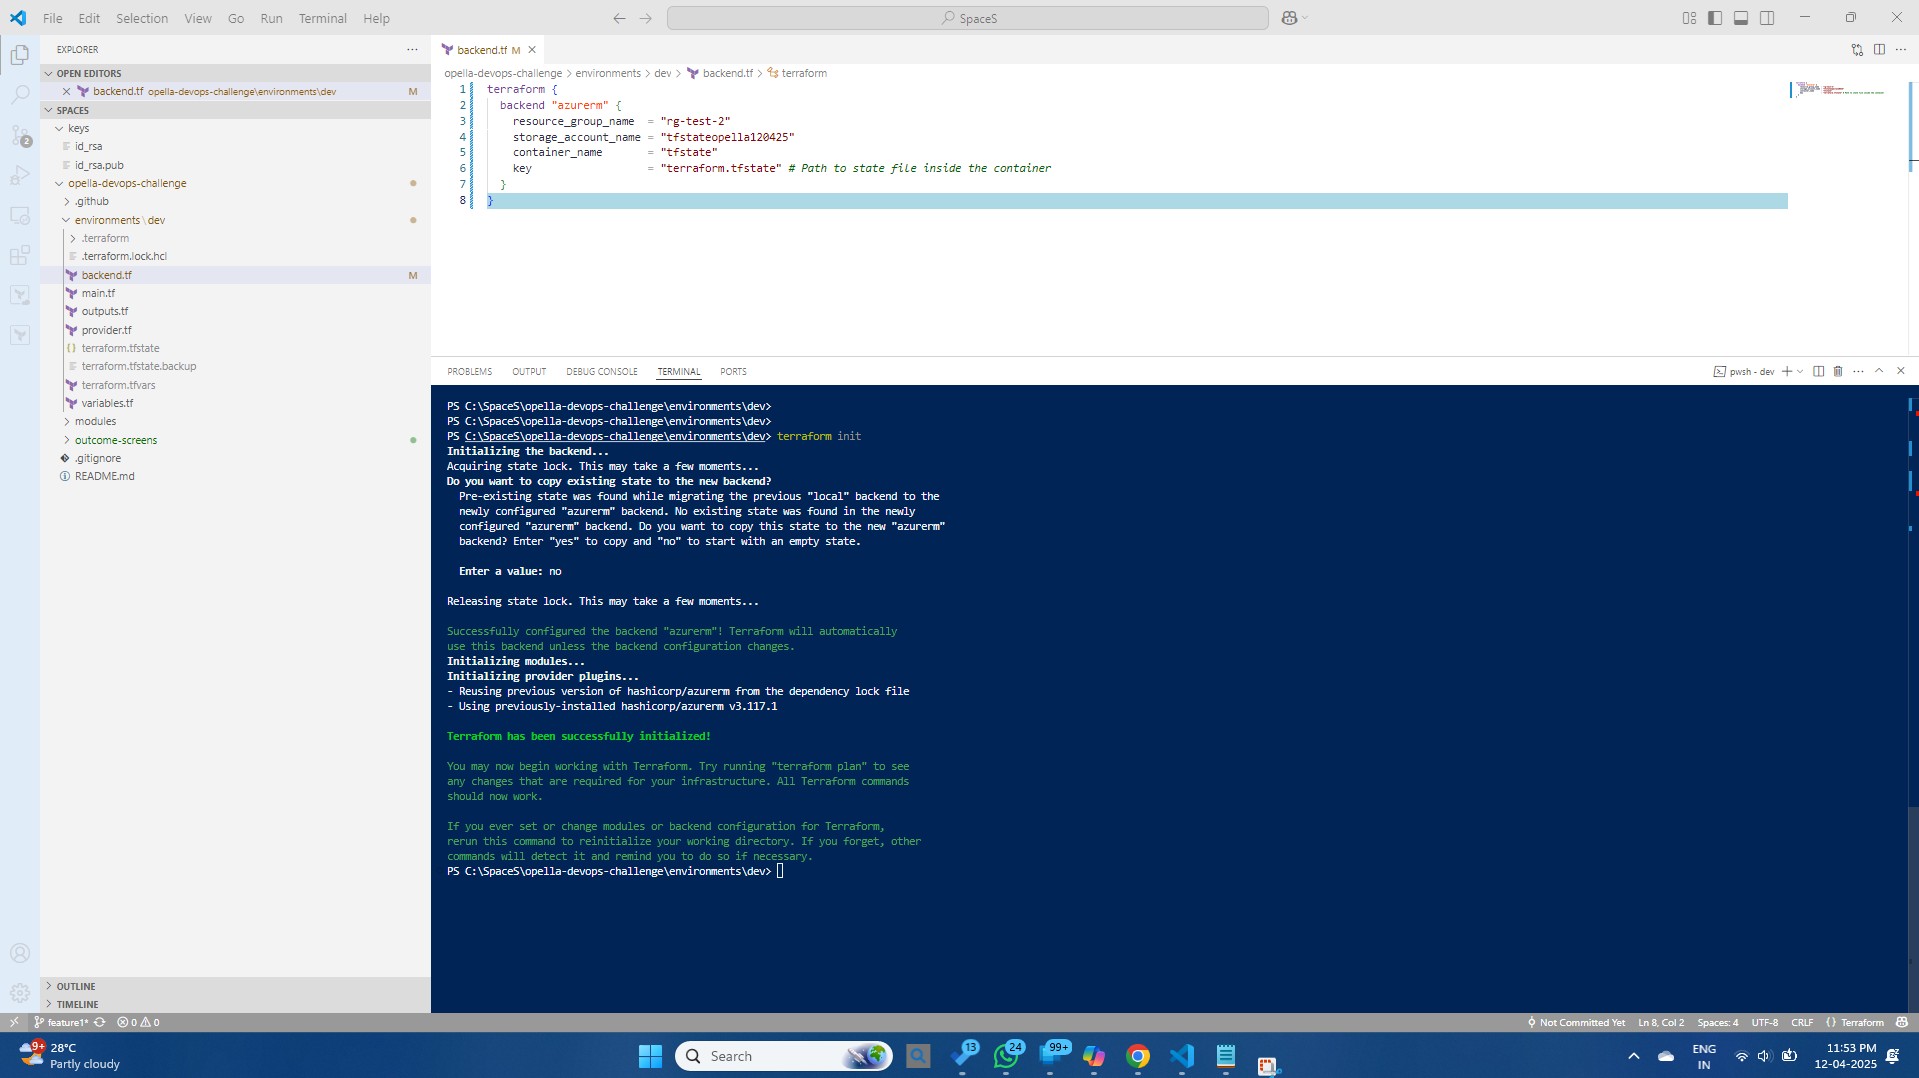 File Edit Selection View Go Run Terminal Help
SpaceS
EXPLORER
OPEN EDITORS
backend.tf opella-devops-challenge\environments\dev M
SPACES
keys
id_rsa
id_rsa.pub
opella-devops-challenge
.github
environments\dev
.terraform
.terraform.lock.hcl
backend.tf M
main.tf
outputs.tf
provider.tf
terraform.tfstate
terraform.tfstate.backup
terraform.tfvars
variables.tf
modules
outcome-screens
.gitignore
README.md
OUTLINE
TIMELINE
2
backend.tf M
opella-devops-challenge > environments > dev > backend.tf > terraform
1 terraform {
2 backend "azurerm" {
3 resource_group_name = "rg-test-2"
4 storage_account_name = "tfstateopella120425"
5 container_name = "tfstate"
6 key = "terraform.tfstate" # Path to state file inside the container
7 }
8 }
PROBLEMS OUTPUT DEBUG CONSOLE TERMINAL PORTS
pwsh - dev
PS C:\SpaceS\opella-devops-challenge\environments\dev>
PS C:\SpaceS\opella-devops-challenge\environments\dev>
PS C:\SpaceS\opella-devops-challenge\environments\dev> terraform init
Initializing the backend...
Acquiring state lock. This may take a few moments...
Do you want to copy existing state to the new backend?
Pre-existing state was found while migrating the previous "local" backend to the
newly configured "azurerm" backend. No existing state was found in the newly
configured "azurerm" backend. Do you want to copy this state to the new "azurerm"
backend? Enter "yes" to copy and "no" to start with an empty state.
Enter a value: no
Releasing state lock. This may take a few moments...
Successfully configured the backend "azurerm"! Terraform will automatically
use this backend unless the backend configuration changes.
Initializing modules...
Initializing provider plugins...
- Reusing previous version of hashicorp/azurerm from the dependency lock file
- Using previously-installed hashicorp/azurerm v3.117.1
Terraform has been successfully initialized!
You may now begin working with Terraform. Try running "terraform plan" to see
any changes that are required for your infrastructure. All Terraform commands
should now work.
If you ever set or change modules or backend configuration for Terraform,
rerun this command to reinitialize your working directory. If you forget, other
commands will detect it and remind you to do so if necessary.
PS C:\SpaceS\opella-devops-challenge\environments\dev>
feature1* 0 0
Not Committed Yet Ln 8, Col 2 Spaces: 4 UTF-8 CRLF {} Terraform
9+
28°C
Partly cloudy
Search
13
24
99+
ENG
IN
11:53 PM
12-04-2025